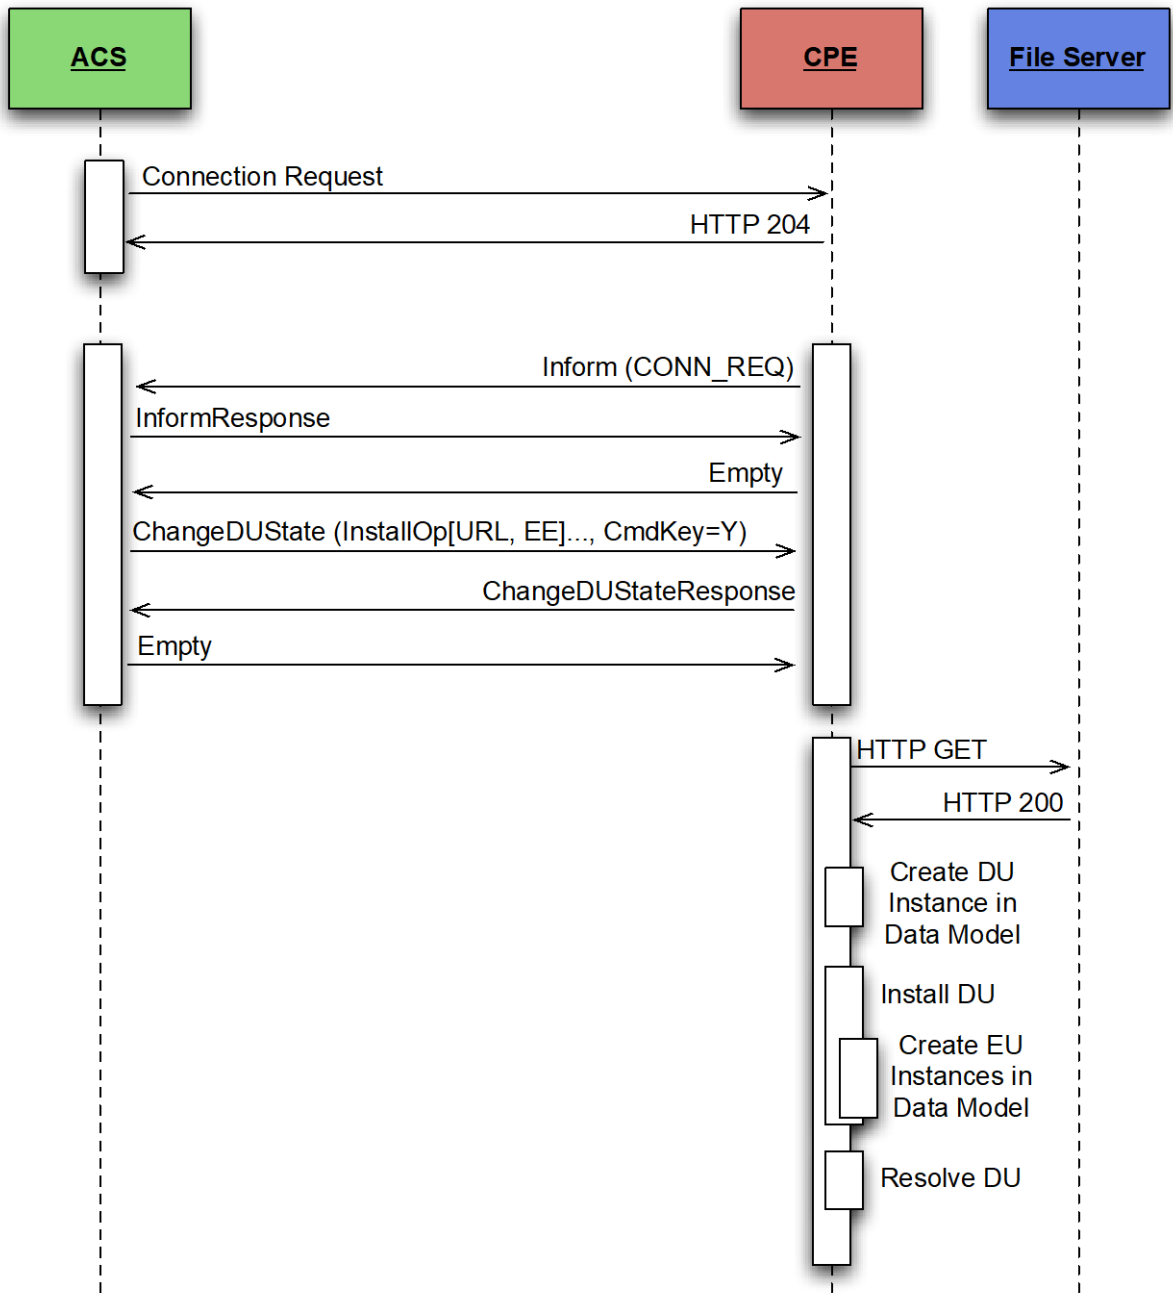 ACS
CPE
File Server
Connection Request
HTTP 204
Inform (CONN_REQ)
InformResponse
Empty
ChangeDUState (InstallOp[URL, EE]..., CmdKey=Y)
ChangeDUStateResponse
Empty
HTTP GET
HTTP 200
Create DU
Instance in
Data Model
Install DU
Create EU
Instances in
Data Model
Resolve DU